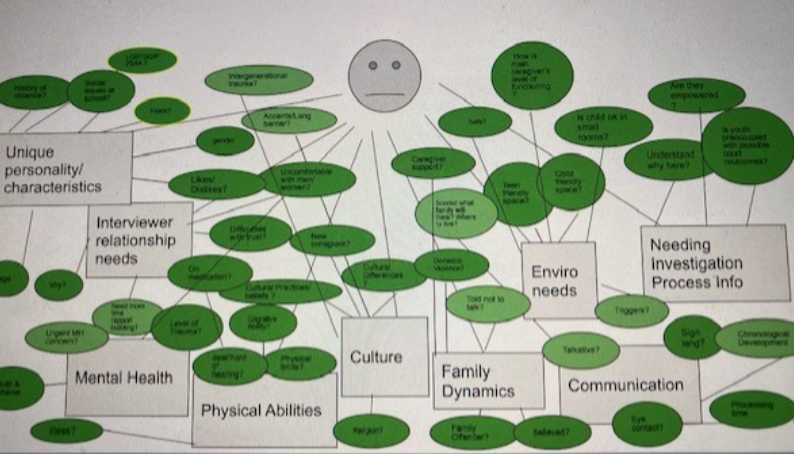 LGBTQQIP
2SAA?
History of
violence?
Social
issues at
school?
Intergenerational
trauma?
Fears?
Accents/Lang
barrier?
gender
How is
main
caregiver's
level of
functioning
?
Safe?
Is child ok in
small
rooms?
Are they
empowered
?
Is youth
preoccupied
with possible
court
outcomes?
Understand
why here?
Unique
personality/
characteristics
Likes/
Dislikes?
Uncomfortable
with men/
women?
Caregiver
support?
Teen
friendly
space?
Child
friendly
space?
Scared what
family will
think? Where
to live?
Interviewer
relationship
needs
Difficulties
with trust?
New
immigrant?
Needing
Investigation
Process Info
age
shy?
On
medication?
Cultural Practices/
beliefs ?
Cultural
Differences
Domestic
Violence?
Enviro
needs
Told not to
talk?
Triggers?
Need more
time
rapport
building?
Urgent MH
concern?
Level of
Trauma?
Cognitive
Ability?
Sign
lang?
Chronological
Development
Talkative?
deaf/hard
of
hearing?
Physical
limits?
Culture
Family
Dynamics
Communication
Mental Health
Physical Abilities
Processing
time
Religion?
Family
Offender?
believed?
Eye
contact?